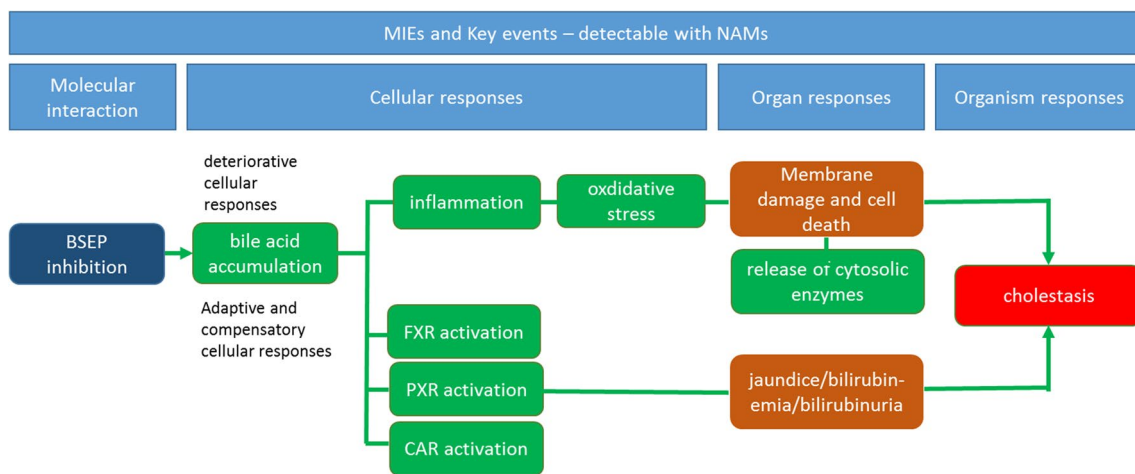 MIEs and Key events – detectable with NAMs
Molecular
interaction
Cellular responses
Organ responses
Organism responses
deteriorative
cellular
responses
BSEP
inhibition
bile acid
accumulation
Adaptive and
compensatory
cellular responses
inflammation
oxdidative
stress
Membrane
damage and cell
death
release of cytosolic
enzymes
cholestasis
FXR activation
PXR activation
CAR activation
jaundice/bilirubin-
emia/bilirubinuria